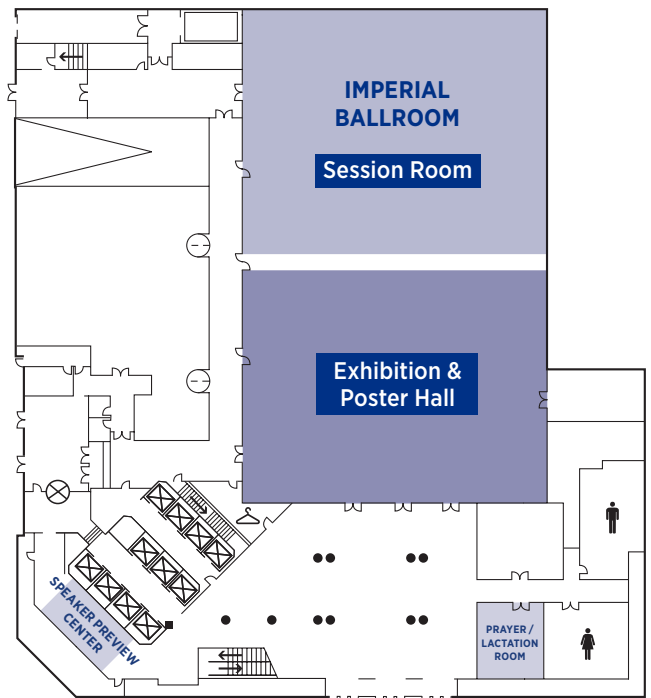 IMPERIAL
BALLROOM
Session Room
Exhibition &
Poster Hall
SPEAKER PREVIEW
CENTER
PRAYER /
LACTATION
ROOM